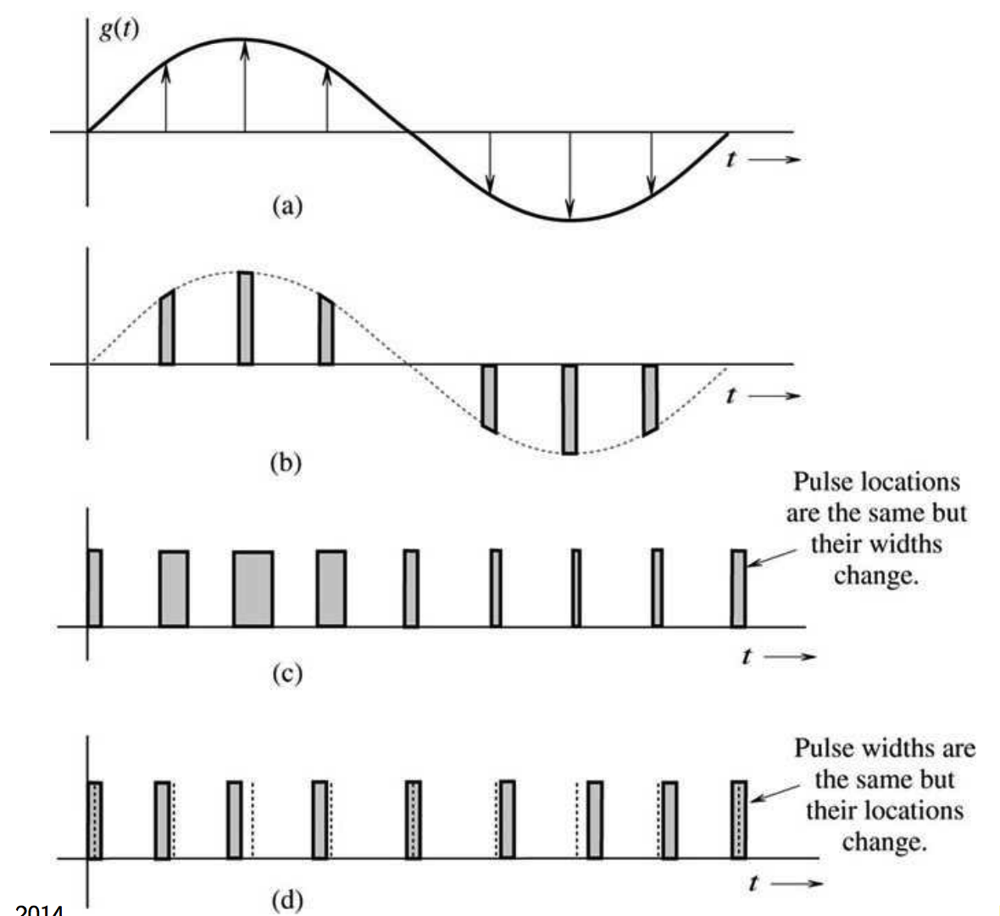 g(t)
t
(a)
t
(b)
Pulse locations
are the same but
their widths
change.
t
(c)
Pulse widths are
the same but
their locations
change.
t
(d)
2014